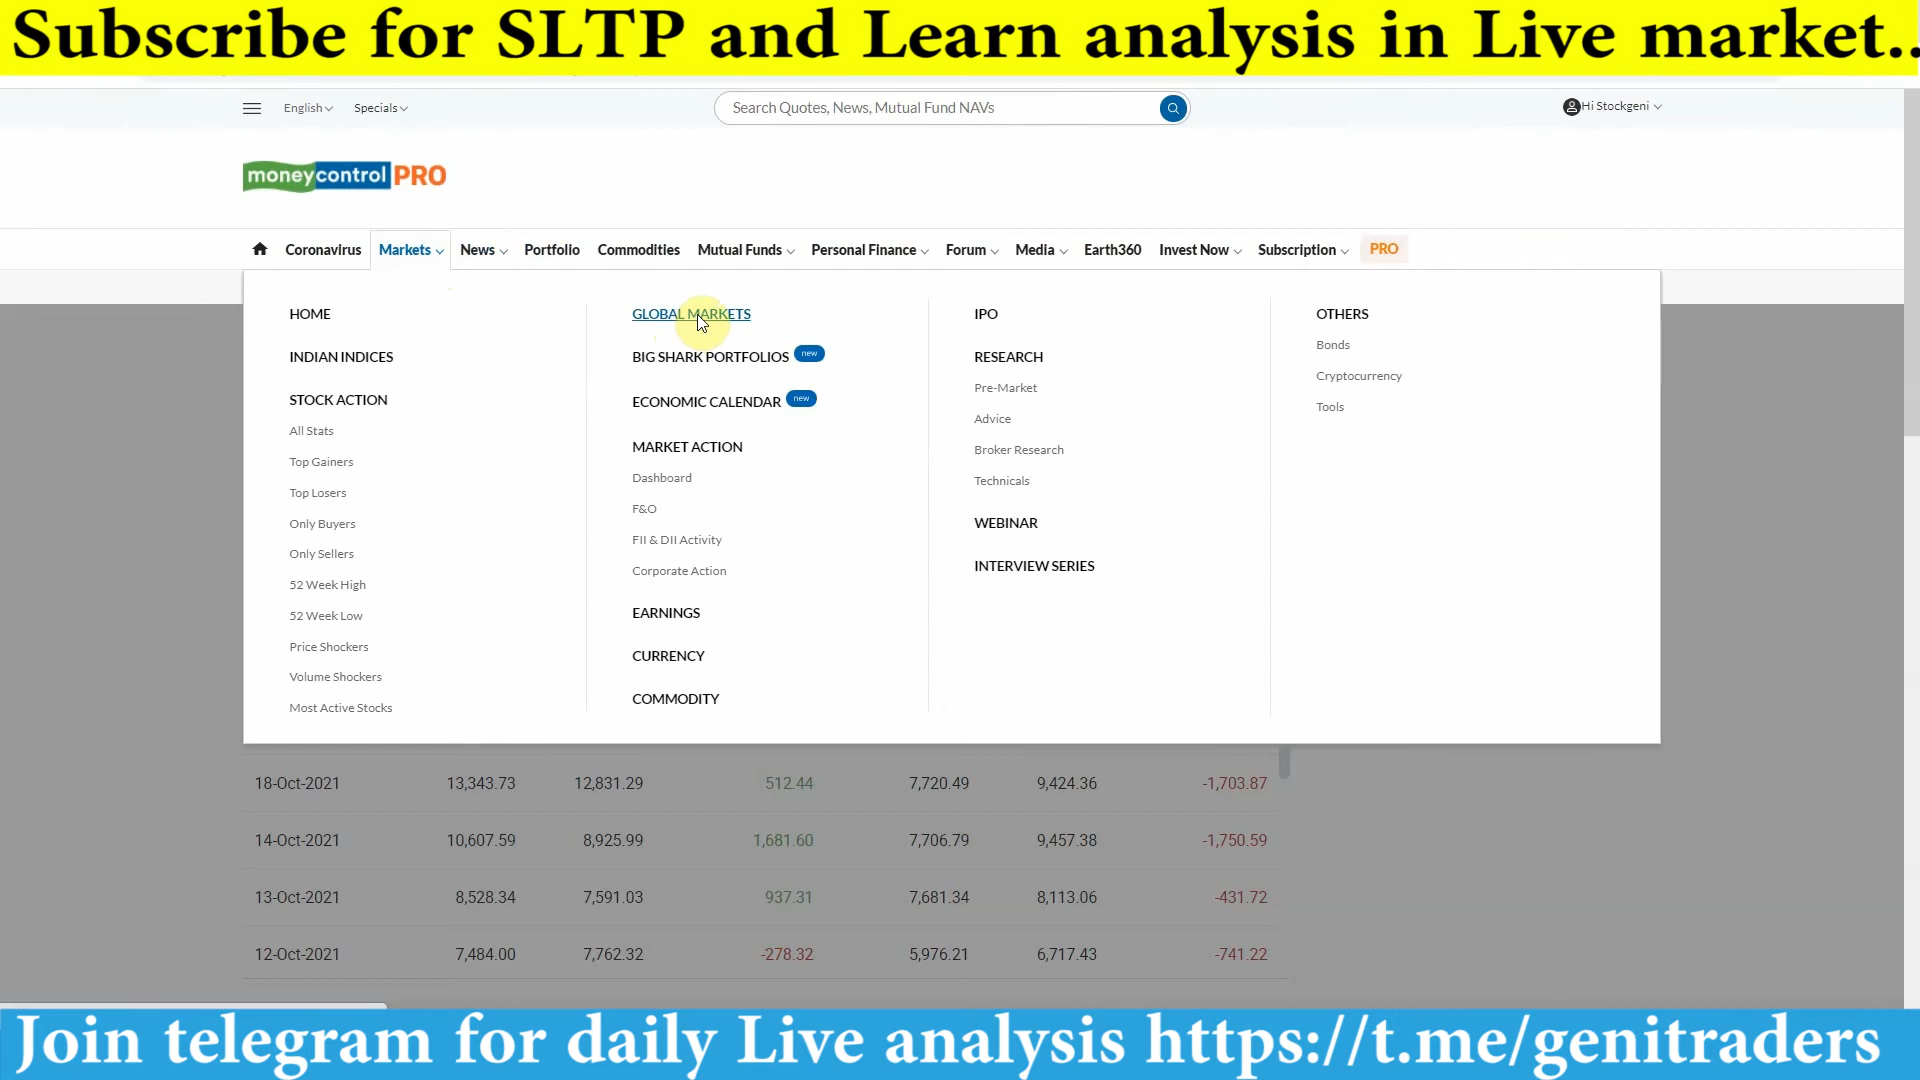 Subscribe for SLTP and Learn analysis in Live market..
English Specials Search Quotes, News, Mutual Fund NAVs Hi Stockgeni
moneycontrol PRO
Coronavirus Markets News Portfolio Commodities Mutual Funds Personal Finance Forum Media Earth360 Invest Now Subscription PRO
HOME
INDIAN INDICES
STOCK ACTION
All Stats
Top Gainers
Top Losers
Only Buyers
Only Sellers
52 Week High
52 Week Low
Price Shockers
Volume Shockers
Most Active Stocks
GLOBAL MARKETS
BIG SHARK PORTFOLIOS new
ECONOMIC CALENDAR new
MARKET ACTION
Dashboard
F&O
FII & DII Activity
Corporate Action
EARNINGS
CURRENCY
COMMODITY
IPO
RESEARCH
Pre-Market
Advice
Broker Research
Technicals
WEBINAR
INTERVIEW SERIES
OTHERS
Bonds
Cryptocurrency
Tools
18-Oct-2021 13,343.73 12,831.29 512.44 7,720.49 9,424.36 -1,703.87
14-Oct-2021 10,607.59 8,925.99 1,681.60 7,706.79 9,457.38 -1,750.59
13-Oct-2021 8,528.34 7,591.03 937.31 7,681.34 8,113.06 -431.72
12-Oct-2021 7,484.00 7,762.32 -278.32 5,976.21 6,717.43 -741.22
Join telegram for daily Live analysis https://t.me/genitraders